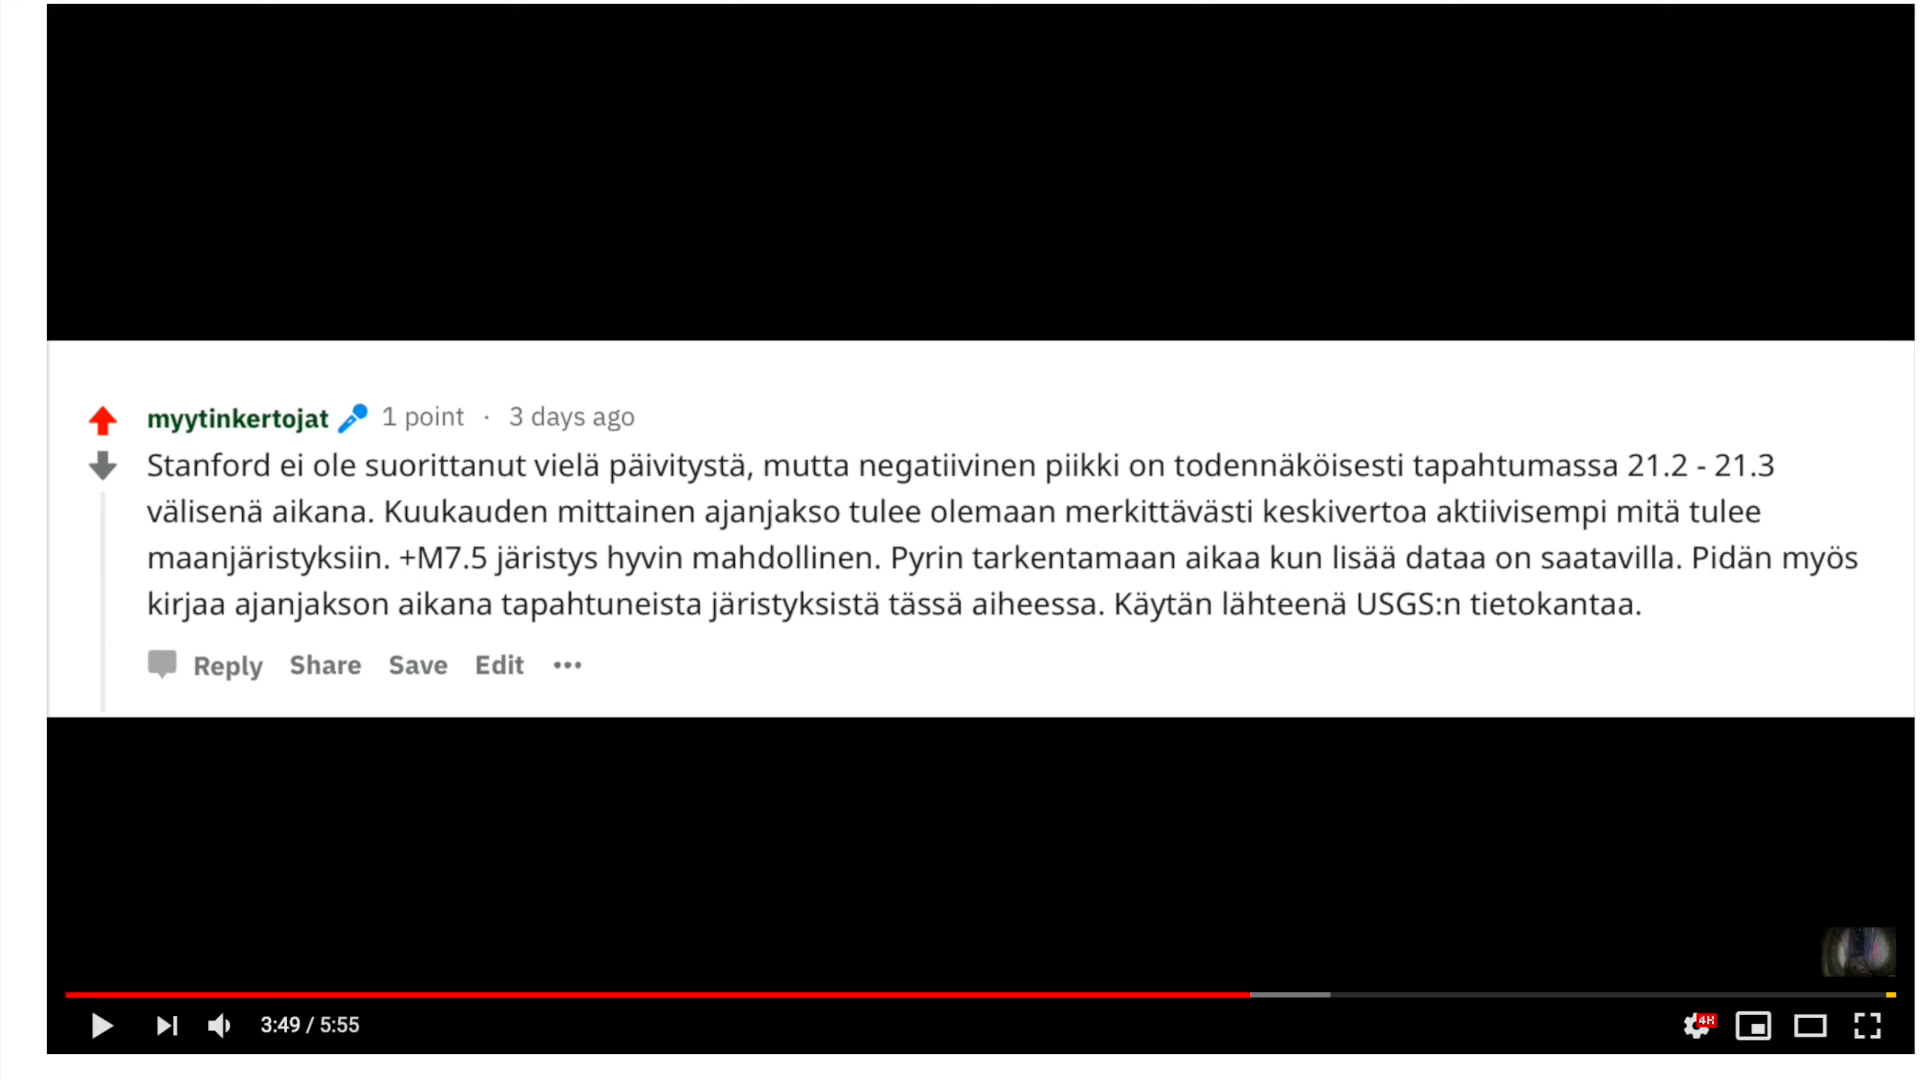 myytinkertojat 1 point · 3 days ago
Stanford ei ole suorittanut vielä päivitystä, mutta negatiivinen piikki on todennäköisesti tapahtumassa 21.2 - 21.3
välisenä aikana. Kuukauden mittainen ajanjakso tulee olemaan merkittävästi keskivertoa aktiivisempi mitä tulee
maanjäristyksiin. +M7.5 järistys hyvin mahdollinen. Pyrin tarkentamaan aikaa kun lisää dataa on saatavilla. Pidän myös
kirjaa ajanjakson aikana tapahtuneista järistyksistä tässä aiheessa. Käytän lähteenä USGS:n tietokantaa.
Reply Share Save Edit •••
3:49 / 5:55
4K